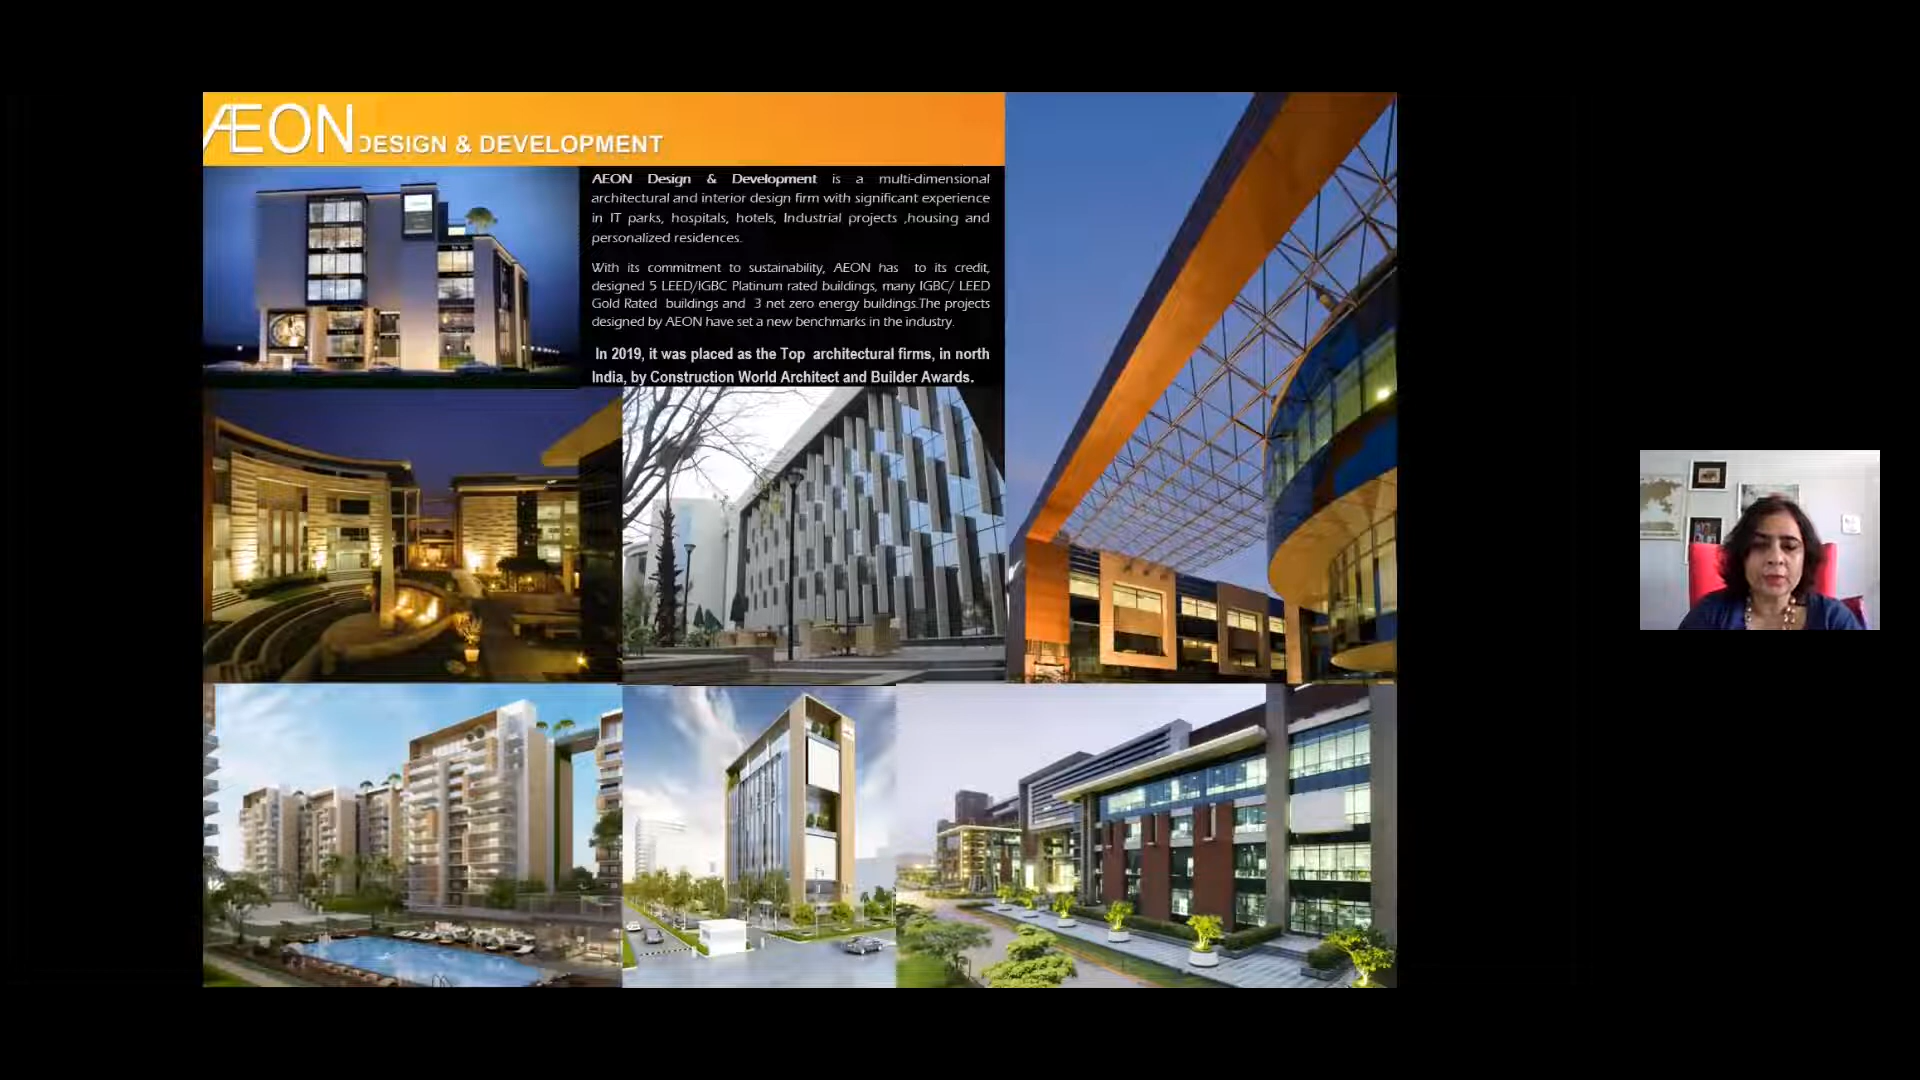 ÆON DESIGN & DEVELOPMENT
AEON Design & Development is a multi-dimensional
architectural and interior design firm with significant experience
in IT parks, hospitals, hotels, Industrial projects ,housing and
personalized residences.
With its commitment to sustainability, AEON has to its credit,
designed 5 LEED/IGBC Platinum rated buildings, many IGBC/ LEED
Gold Rated buildings and 3 net zero energy buildings.The projects
designed by AEON have set a new benchmarks in the industry.
In 2019, it was placed as the Top architectural firms, in north
India, by Construction World Architect and Builder Awards.